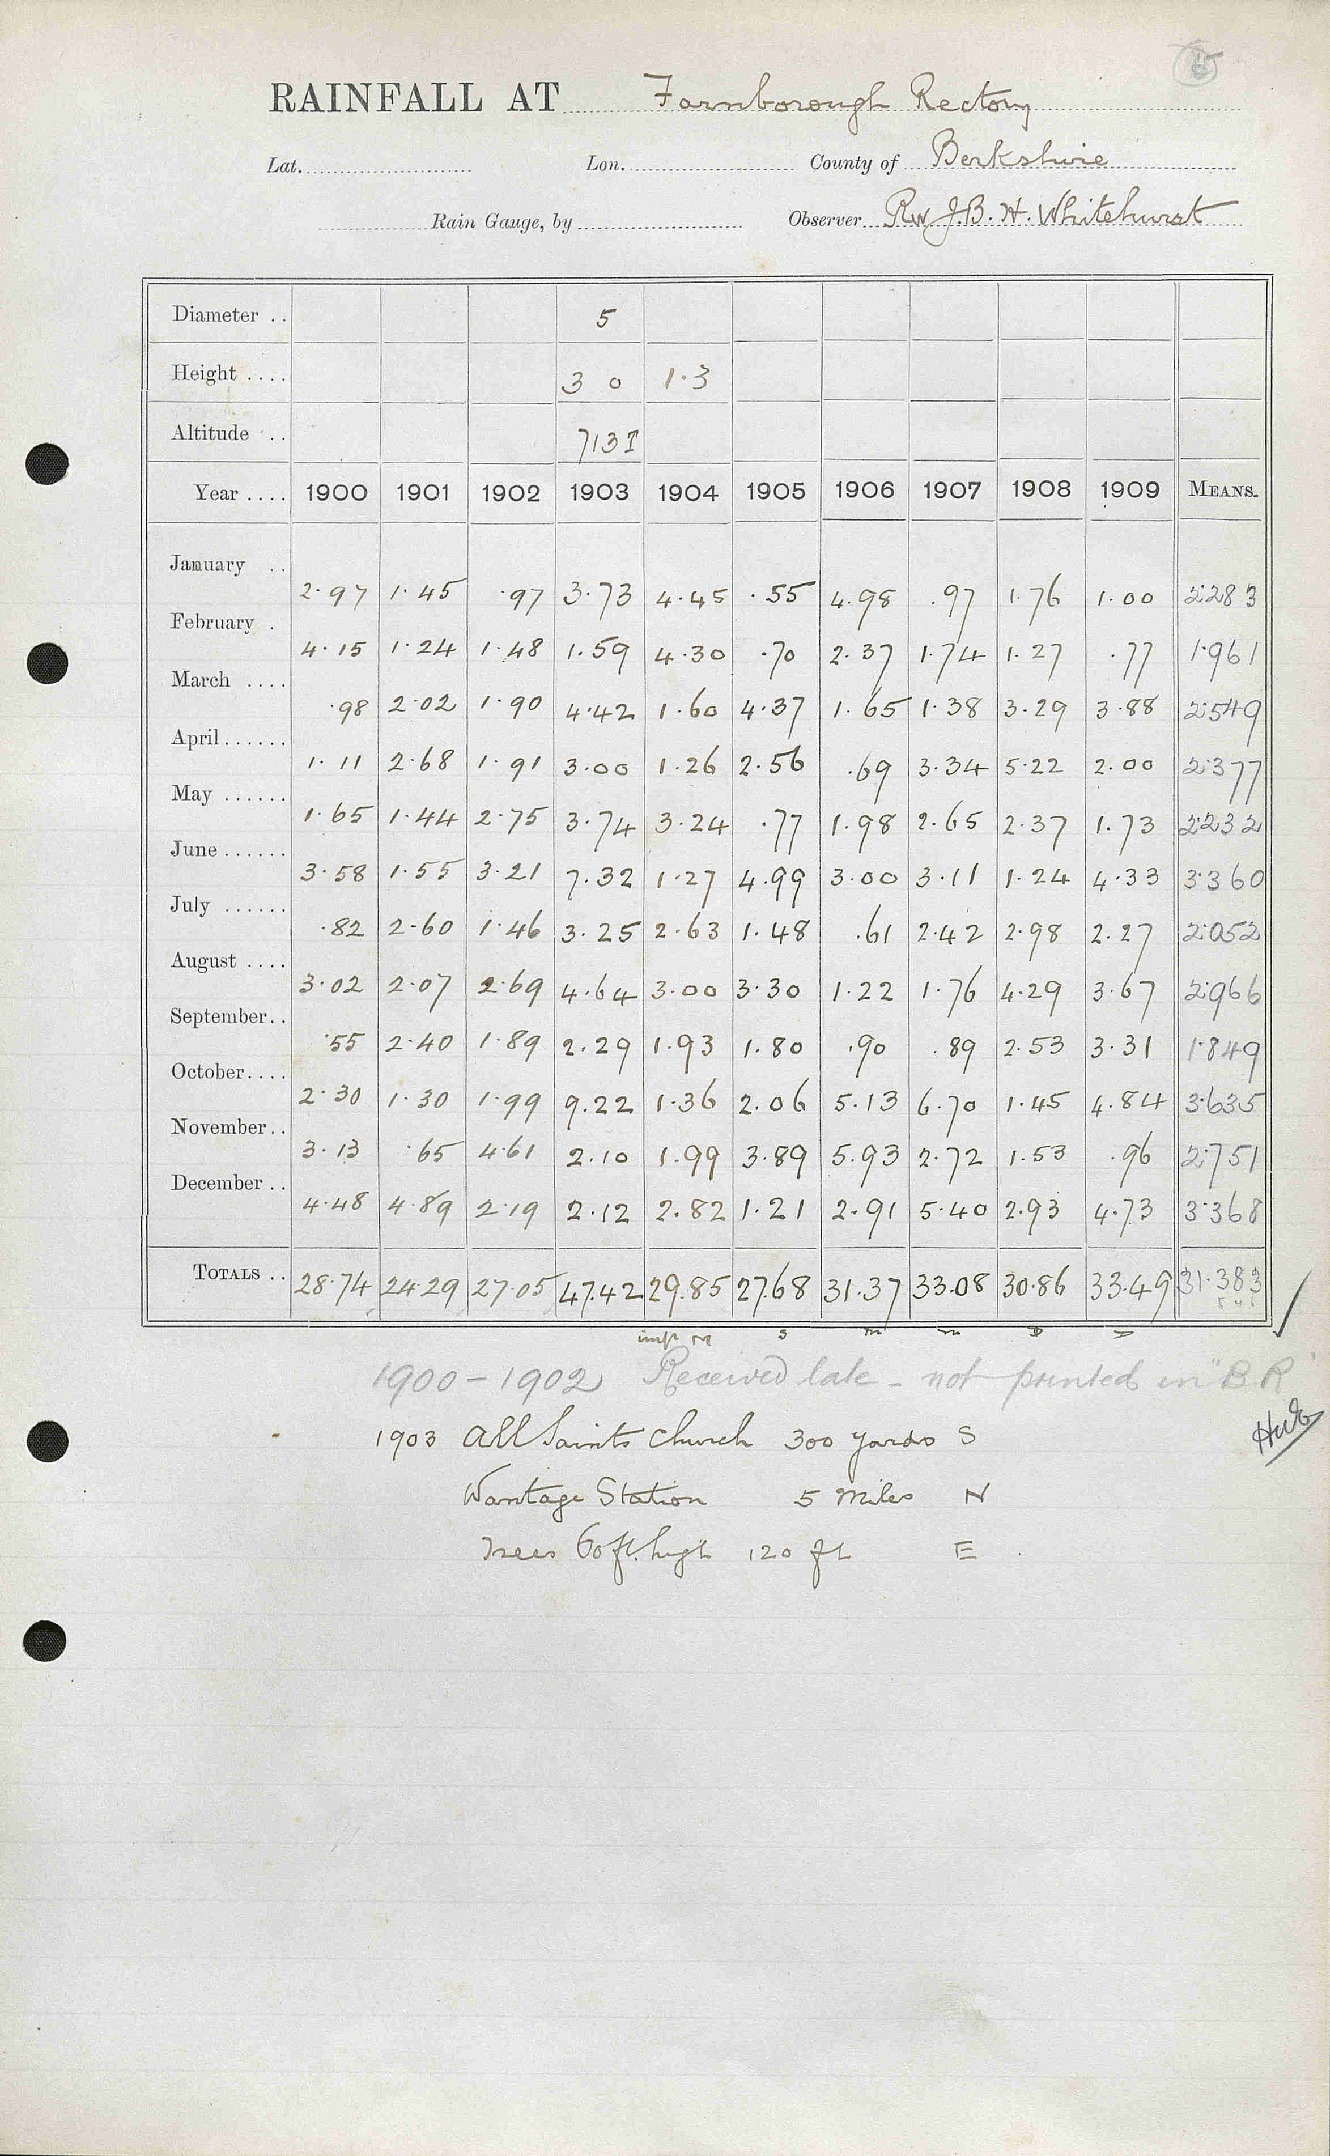 RAINFALL AT Farnborough Rectory
Lat. Lon. County of Berkshire
Rain Gauge, by Observer Rev J. B. H. Whitehurst
Diameter .. 5
Height .... 3 0 1.3
Altitude .. 713
Year .... 1900 1901 1902 1903 1904 1905 1906 1907 1908 1909 MEANS.
January .. 2.97 1.45 .97 3.73 4.45 .55 4.98 .97 1.76 1.00 2.283
February . 4.15 1.24 1.48 1.59 4.30 .70 2.37 1.74 1.27 .77 1.961
March .... .98 2.02 1.90 4.42 1.60 4.37 1.65 1.38 3.29 3.88 2.549
April...... 1.11 2.68 1.91 3.00 1.26 2.56 .69 3.34 5.22 2.00 2.377
May ...... 1.65 1.44 2.75 3.74 3.24 .77 1.98 2.65 2.37 1.73 2.232
June ...... 3.58 1.55 3.21 7.32 1.27 4.99 3.00 3.11 1.24 4.33 3.360
July ...... .82 2.60 1.46 3.25 2.63 1.48 .61 2.42 2.98 2.27 2.052
August .... 3.02 2.07 2.69 4.64 3.00 3.30 1.22 1.76 4.29 3.67 2.966
September.. .55 2.40 1.89 2.29 1.93 1.80 .90 .89 2.53 3.31 1.849
October.... 2.30 1.30 1.99 9.22 1.36 2.06 5.13 6.70 1.45 4.84 3.635
November.. 3.13 .65 4.61 2.10 1.99 3.89 5.93 2.72 1.53 .96 2.751
December .. 4.48 4.89 2.19 2.12 2.82 1.21 2.91 5.40 2.93 4.73 3.368
TOTALS .. 28.74 24.29 27.05 47.42 29.85 27.68 31.37 33.08 30.86 33.49 31.383
1900-1902 Received late - not printed in "B R"
1903 All Saints Church 300 yards S
Wantage Station 5 Miles N
Trees 60 ft. high 120 ft E